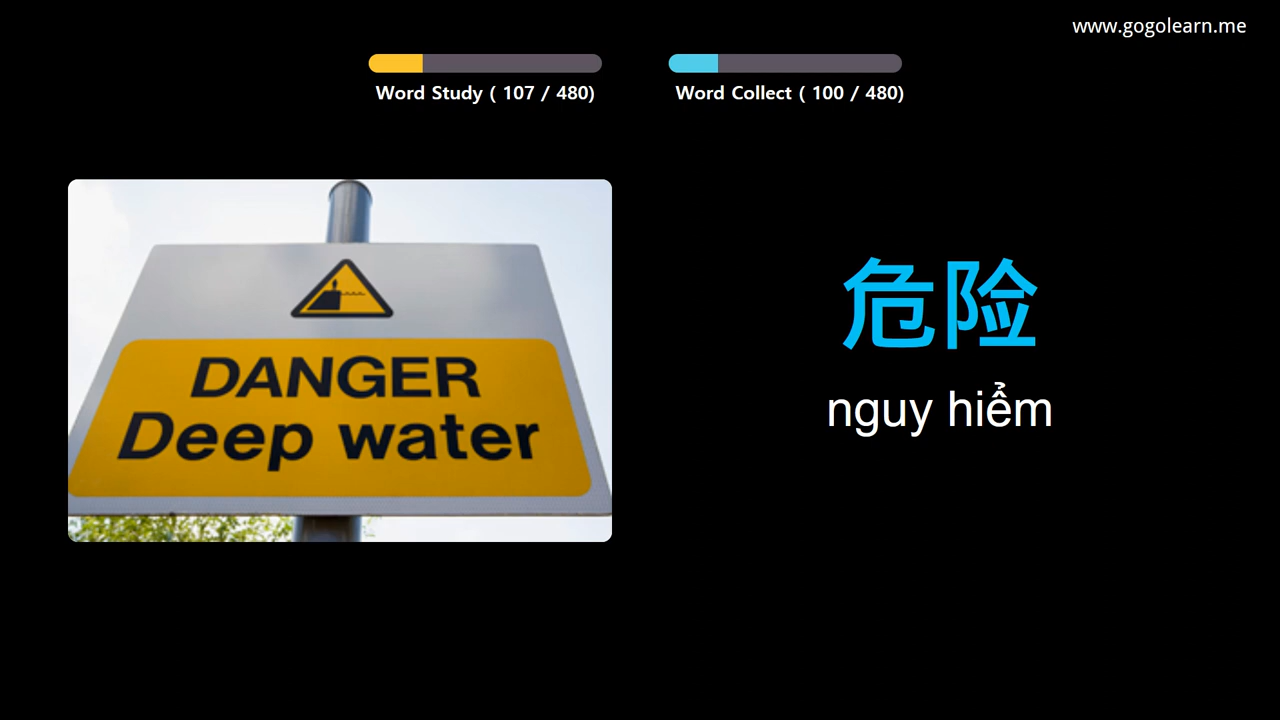 www.gogolearn.me
Word Study ( 107 / 480)
Word Collect ( 100 / 480)
DANGER
Deep water
危险
nguy hiểm